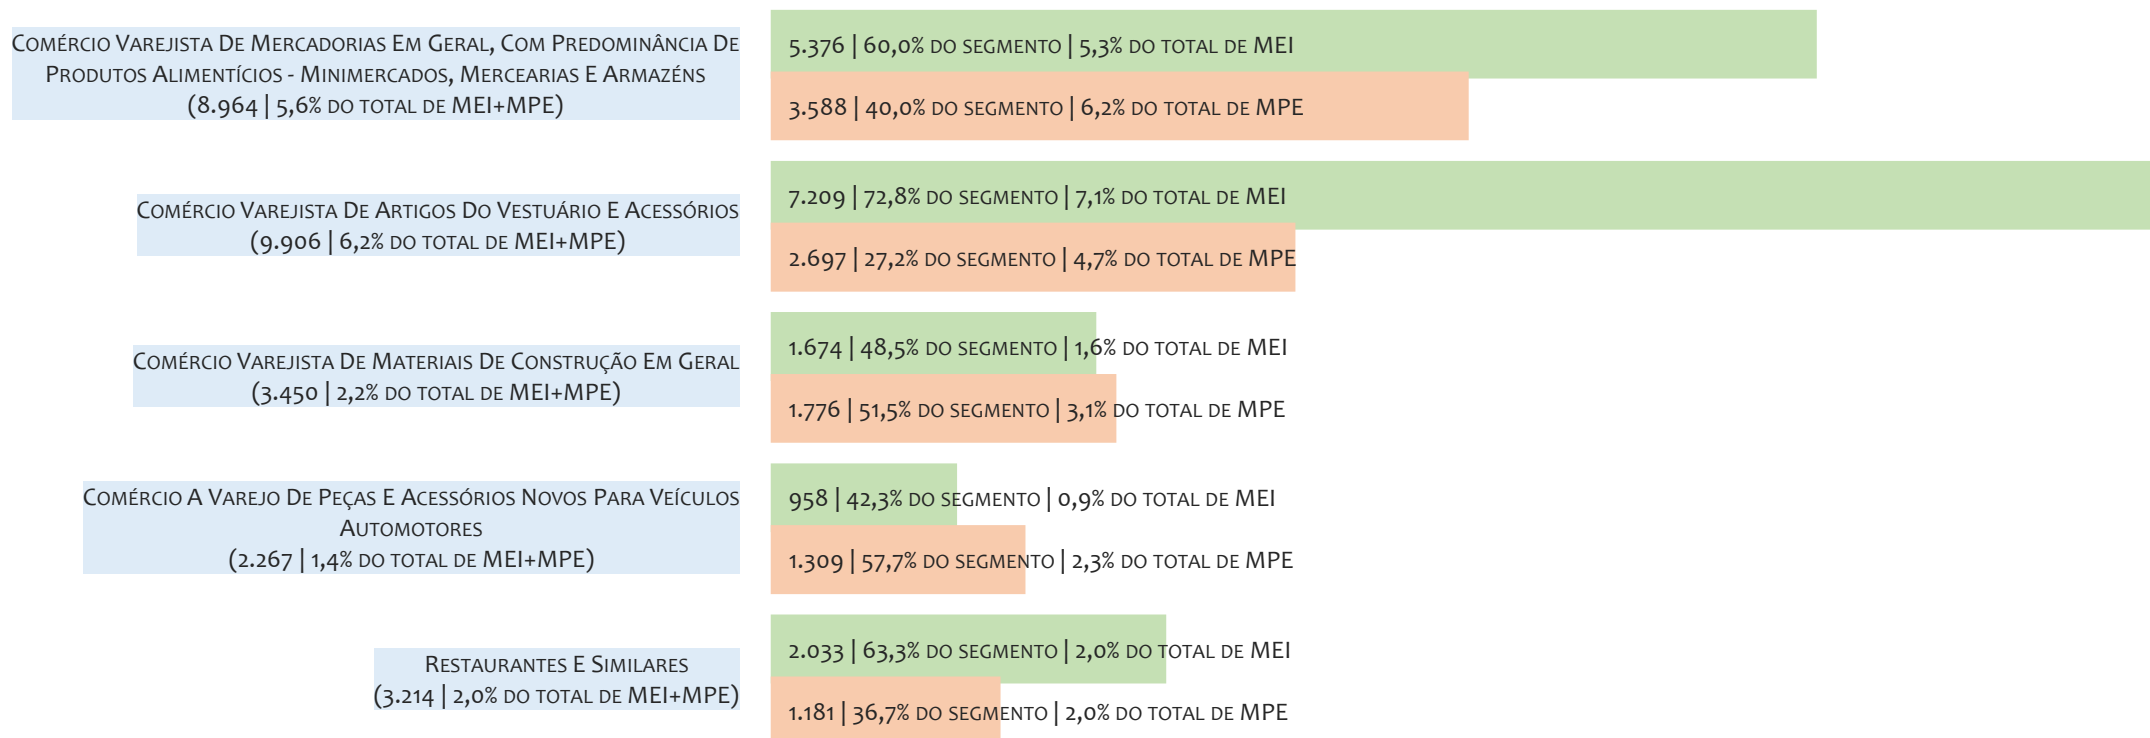 Comércio Varejista De Mercadorias Em Geral, Com Predominância De
Produtos Alimentícios - Minimercados, Mercearias E Armazéns
(8.964 | 5,6% do total de MEI+MPE)
5.376 | 60,0% do segmento | 5,3% do total de MEI
3.588 | 40,0% do segmento | 6,2% do total de MPE
Comércio Varejista De Artigos Do Vestuário E Acessórios
(9.906 | 6,2% do total de MEI+MPE)
7.209 | 72,8% do segmento | 7,1% do total de MEI
2.697 | 27,2% do segmento | 4,7% do total de MPE
Comércio Varejista De Materiais De Construção Em Geral
(3.450 | 2,2% do total de MEI+MPE)
1.674 | 48,5% do segmento | 1,6% do total de MEI
1.776 | 51,5% do segmento | 3,1% do total de MPE
Comércio A Varejo De Peças E Acessórios Novos Para Veículos
Automotores
(2.267 | 1,4% do total de MEI+MPE)
958 | 42,3% do segmento | 0,9% do total de MEI
1.309 | 57,7% do segmento | 2,3% do total de MPE
Restaurantes E Similares
(3.214 | 2,0% do total de MEI+MPE)
2.033 | 63,3% do segmento | 2,0% do total de MEI
1.181 | 36,7% do segmento | 2,0% do total de MPE